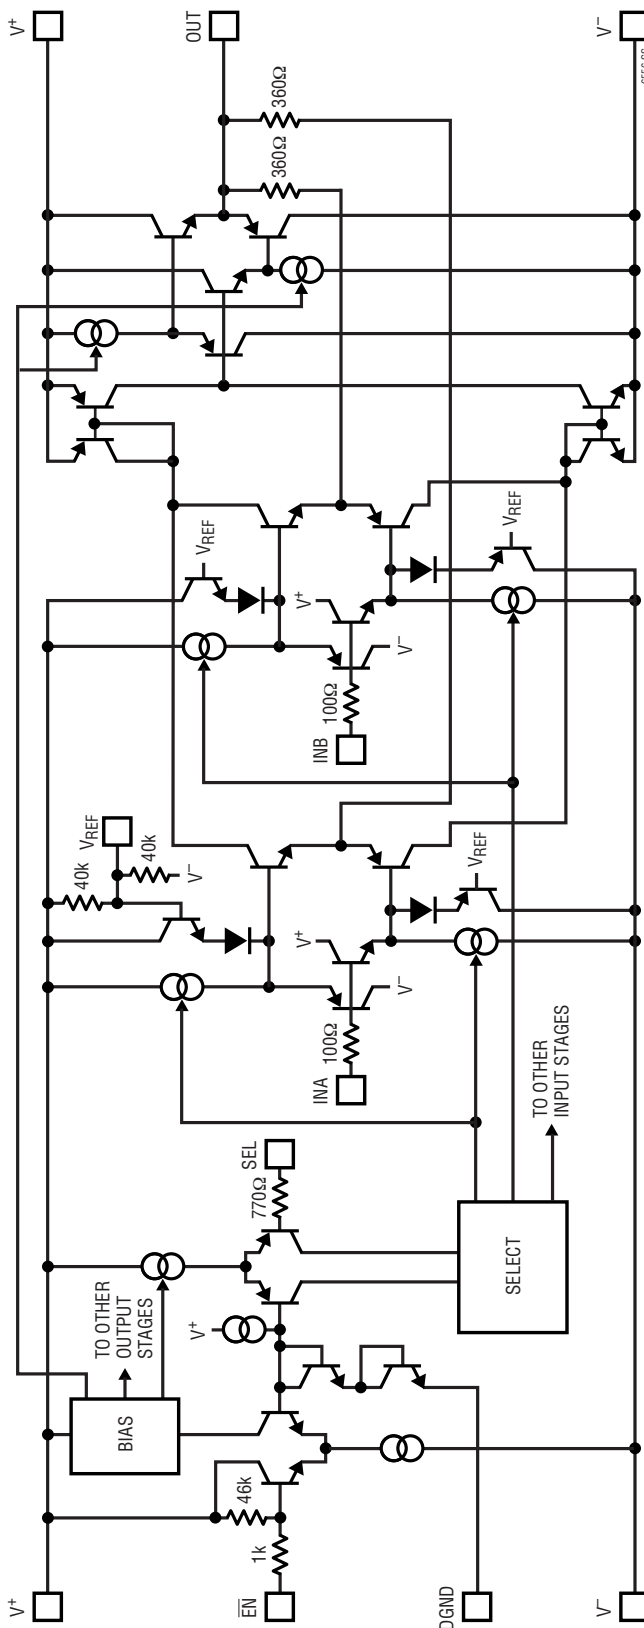 V+
EN
DGND
V−
1k
46k
BIAS
TO OTHER
OUTPUT
STAGES
V+
770Ω
SEL
SELECT
TO OTHER
INPUT STAGES
INA
100Ω
V−
V+
40k
VREF
40k
V−
VREF
INB
100Ω
V−
V+
VREF
VREF
360Ω
360Ω
V+
OUT
V−